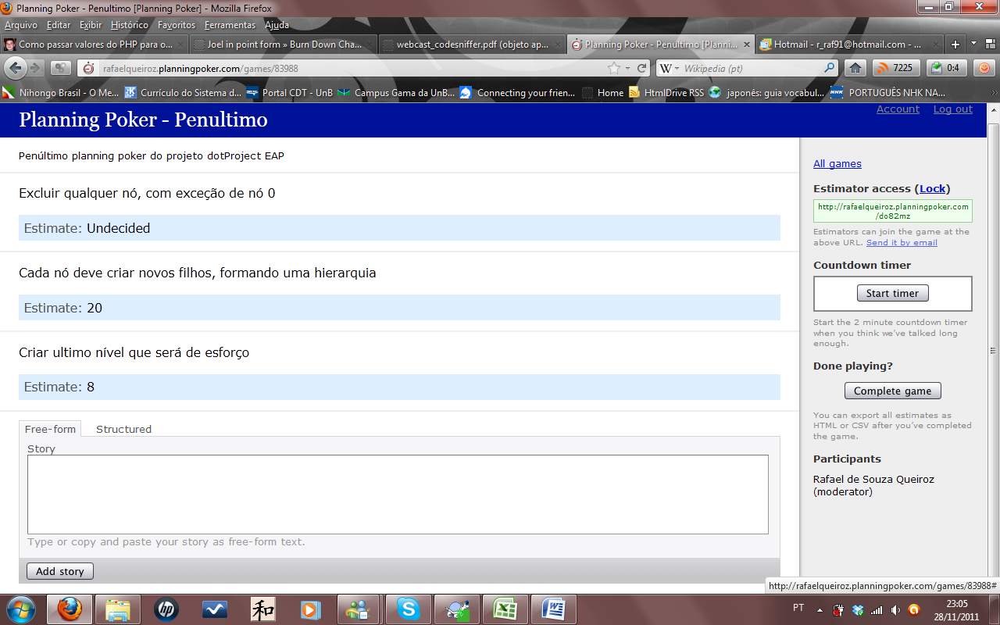 Planning Poker - Penultimo [Planning Poker] - Mozilla Firefox
Arquivo Editar Exibir Histórico Favoritos Ferramentas Ajuda
Como passar valores do PHP para o...
Joel in point form » Burn Down Cha...
webcast_codesniffer.pdf (objeto ap...
Planning Poker - Penultimo [Planni...
Hotmail - r_raf91@hotmail.com - ...
rafaelqueiroz.planningpoker.com/games/83988
W Wikipedia (pt)
7225
0:4
Nihongo Brasil - O Me...
Currículo do Sistema d...
Portal CDT - UnB
Campus Gama da UnB...
Connecting your frien...
Home
HtmlDrive RSS
japonês: guia vocabul...
NHK PORTUGUÊS NHK NA...
Planning Poker - Penultimo
Account Log out
Penúltimo planning poker do projeto dotProject EAP
Excluir qualquer nó, com exceção de nó 0
Estimate: Undecided
Cada nó deve criar novos filhos, formando uma hierarquia
Estimate: 20
Criar ultimo nível que será de esforço
Estimate: 8
Free-form Structured
Story
Type or copy and paste your story as free-form text.
Add story
All games
Estimator access (Lock)
http://rafaelqueiroz.planningpoker.com
/do82mz
Estimators can join the game at the
above URL. Send it by email
Countdown timer
Start timer
Start the 2 minute countdown timer
when you think we've talked long
enough.
Done playing?
Complete game
You can export all estimates as
HTML or CSV after you've completed
the game.
Participants
Rafael de Souza Queiroz
(moderator)
http://rafaelqueiroz.planningpoker.com/games/83988#
hp
和
PT
23:05
28/11/2011